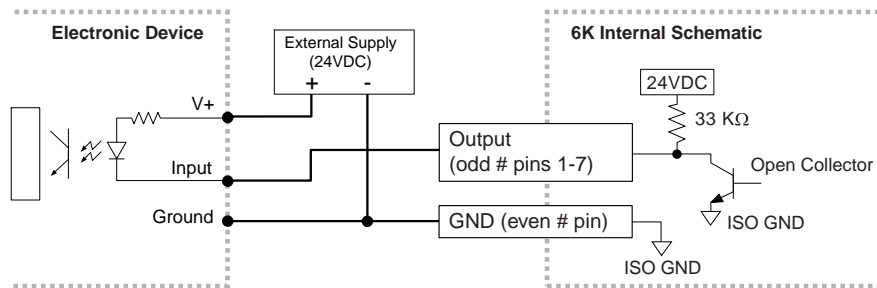 Electronic Device
External Supply
(24VDC)
+ -
6K Internal Schematic
24VDC
33 KΩ
V+
Output
(odd # pins 1-7)
Open Collector
Input
Ground
GND (even # pin)
ISO GND
ISO GND